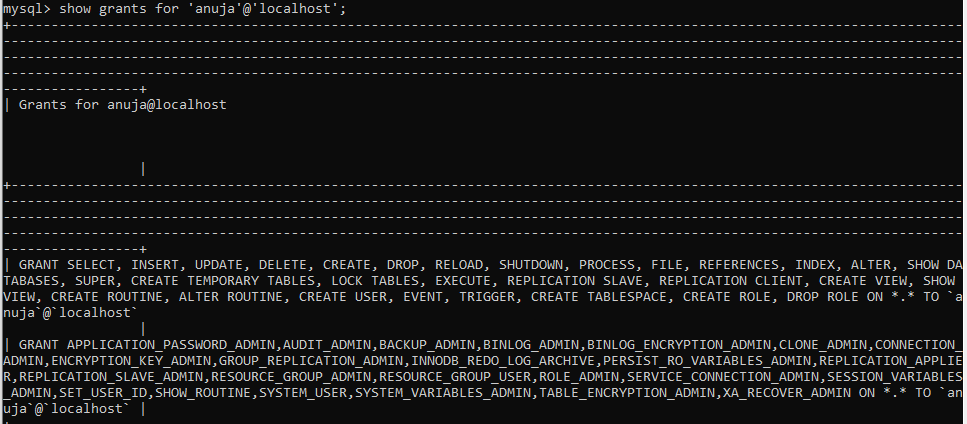 mysql> show grants for 'anuja'@'localhost';
| Grants for anuja@localhost
|
| GRANT SELECT, INSERT, UPDATE, DELETE, CREATE, DROP, RELOAD, SHUTDOWN, PROCESS, FILE, REFERENCES, INDEX, ALTER, SHOW DA
TABASES, SUPER, CREATE TEMPORARY TABLES, LOCK TABLES, EXECUTE, REPLICATION SLAVE, REPLICATION CLIENT, CREATE VIEW, SHOW
VIEW, CREATE ROUTINE, ALTER ROUTINE, CREATE USER, EVENT, TRIGGER, CREATE TABLESPACE, CREATE ROLE, DROP ROLE ON *.* TO `a
nuja`@`localhost`
|
| GRANT APPLICATION_PASSWORD_ADMIN,AUDIT_ADMIN,BACKUP_ADMIN,BINLOG_ADMIN,BINLOG_ENCRYPTION_ADMIN,CLONE_ADMIN,CONNECTION_
ADMIN,ENCRYPTION_KEY_ADMIN,GROUP_REPLICATION_ADMIN,INNODB_REDO_LOG_ARCHIVE,PERSIST_RO_VARIABLES_ADMIN,REPLICATION_APPLIE
R,REPLICATION_SLAVE_ADMIN,RESOURCE_GROUP_ADMIN,RESOURCE_GROUP_USER,ROLE_ADMIN,SERVICE_CONNECTION_ADMIN,SESSION_VARIABLES
_ADMIN,SET_USER_ID,SHOW_ROUTINE,SYSTEM_USER,SYSTEM_VARIABLES_ADMIN,TABLE_ENCRYPTION_ADMIN,XA_RECOVER_ADMIN ON *.* TO `an
uja`@`localhost` |